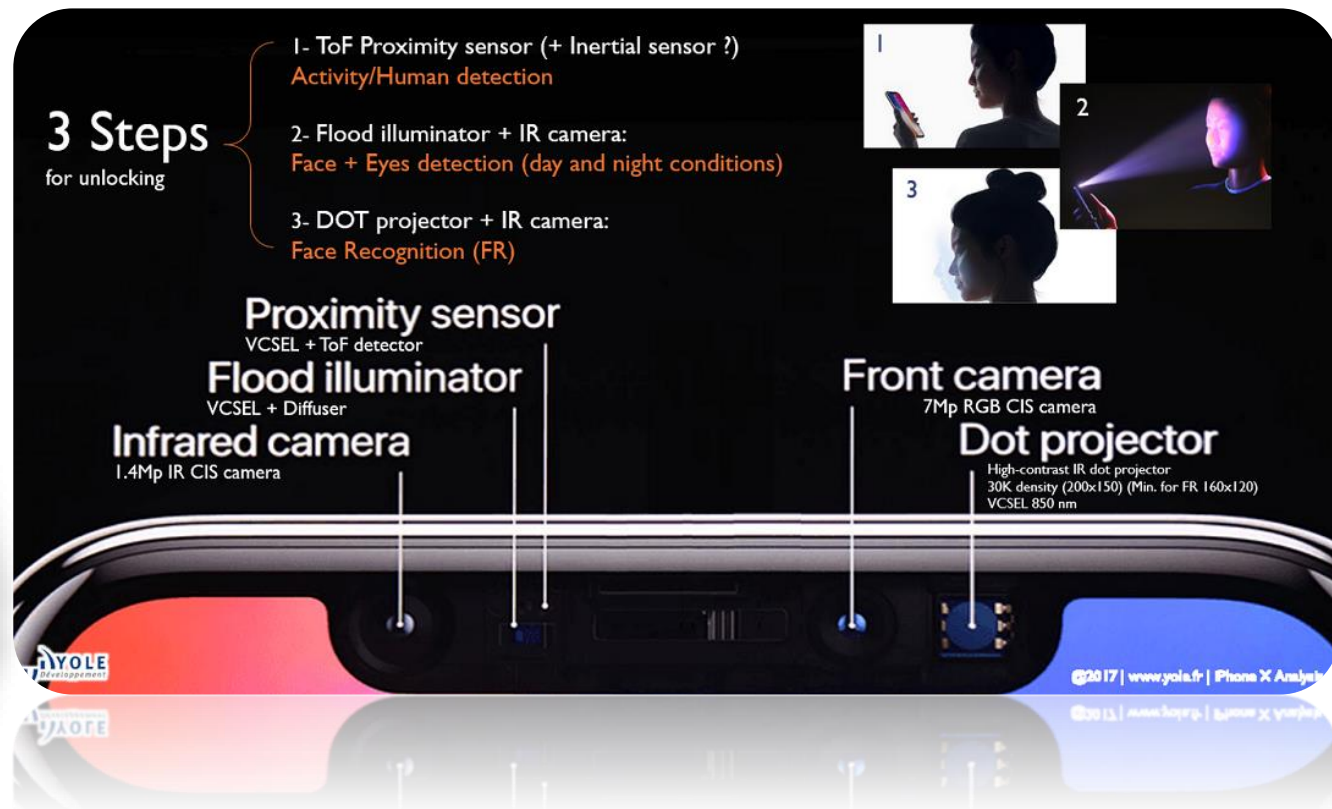 3 Steps
for unlocking
1- ToF Proximity sensor (+ Inertial sensor ?)
Activity/Human detection
2- Flood illuminator + IR camera:
Face + Eyes detection (day and night conditions)
3- DOT projector + IR camera:
Face Recognition (FR)
1
2
3
Proximity sensor
VCSEL + ToF detector
Flood illuminator
VCSEL + Diffuser
Infrared camera
1.4Mp IR CIS camera
Front camera
7Mp RGB CIS camera
Dot projector
High-contrast IR dot projector
30K density (200x150) (Min. for FR 160x120)
VCSEL 850 nm
YOLE
Développement
@2017 | www.yole.fr | iPhone X Analysis